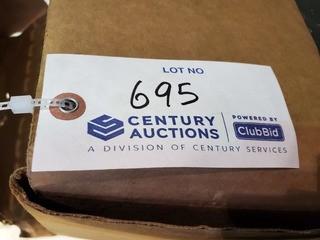 LOT NO
695
CENTURY AUCTIONS
POWERED BY
ClubBid
A DIVISION OF CENTURY SERVICES